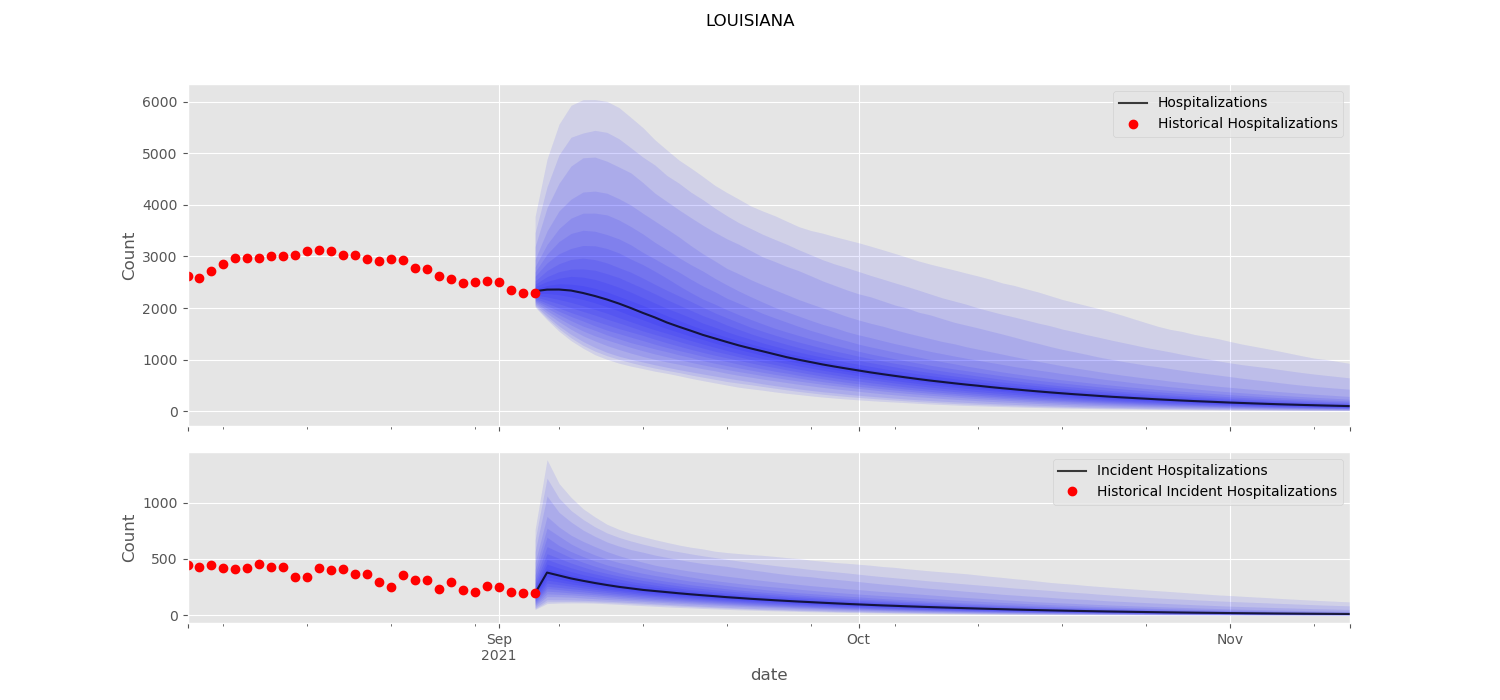 LOUISIANA
6000
5000
4000
3000
2000
1000
0
Count
Hospitalizations
Historical Hospitalizations
1000
500
0
Count
Incident Hospitalizations
Historical Incident Hospitalizations
Sep
2021
Oct
Nov
date